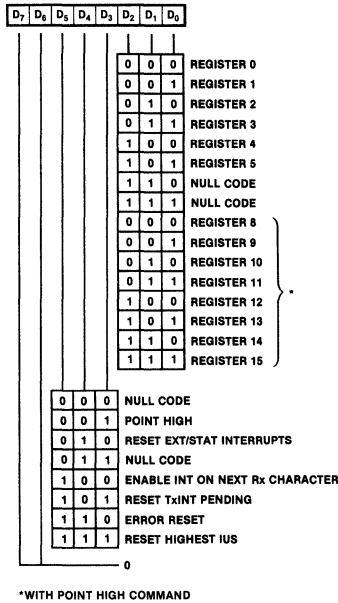 D7 D6 D5 D4 D3 D2 D1 D0
0 0 0 REGISTER 0
0 0 1 REGISTER 1
0 1 0 REGISTER 2
0 1 1 REGISTER 3
1 0 0 REGISTER 4
1 0 1 REGISTER 5
1 1 0 NULL CODE
1 1 1 NULL CODE
0 0 0 REGISTER 8
0 0 1 REGISTER 9
0 1 0 REGISTER 10
0 1 1 REGISTER 11
*
1 0 0 REGISTER 12
1 0 1 REGISTER 13
1 1 0 REGISTER 14
1 1 1 REGISTER 15
0 0 0 NULL CODE
0 0 1 POINT HIGH
0 1 0 RESET EXT/STAT INTERRUPTS
0 1 1 NULL CODE
1 0 0 ENABLE INT ON NEXT Rx CHARACTER
1 0 1 RESET TxINT PENDING
1 1 0 ERROR RESET
1 1 1 RESET HIGHEST IUS
0
*WITH POINT HIGH COMMAND